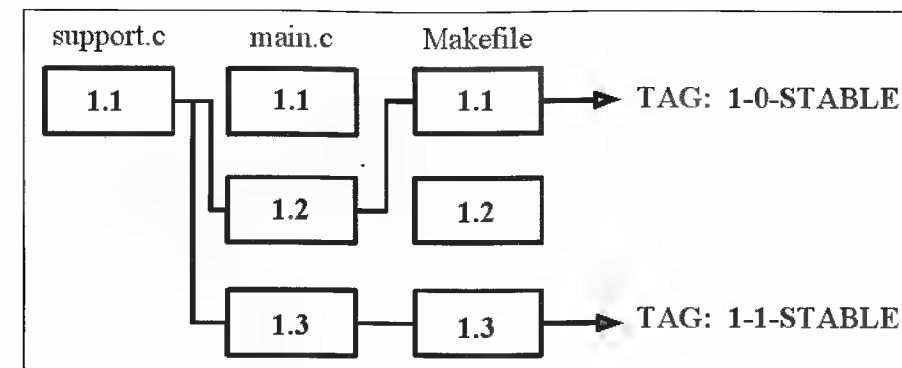 support.c main.c Makefile
1.1 1.1 1.1 TAG: 1-0-STABLE
1.2 1.2
1.3 1.3 TAG: 1-1-STABLE